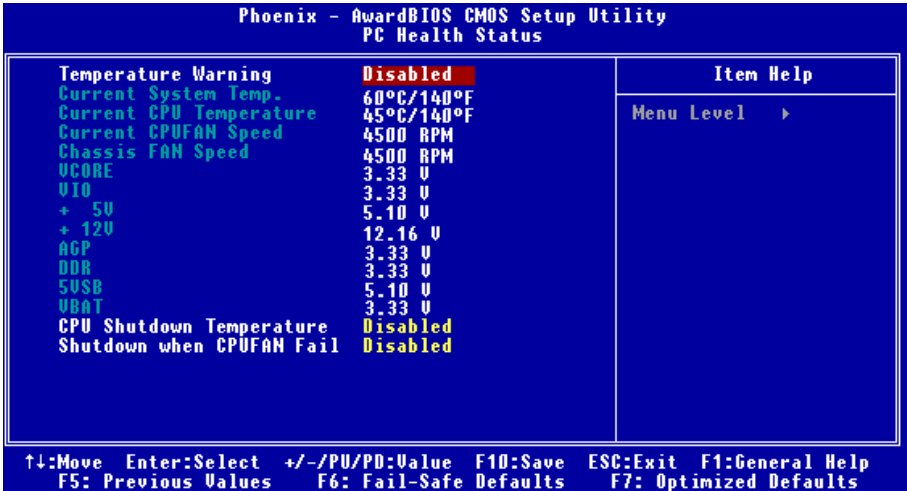 Phoenix - AwardBIOS CMOS Setup Utility
PC Health Status
Temperature Warning Disabled
Current System Temp. 60ºC/140ºF
Current CPU Temperature 45ºC/140ºF
Current CPUFAN Speed 4500 RPM
Chassis FAN Speed 4500 RPM
VCORE 3.33 V
VIO 3.33 V
+ 5V 5.10 V
+ 12V 12.16 V
AGP 3.33 V
DDR 3.33 V
5VSB 5.10 V
VBAT 3.33 V
CPU Shutdown Temperature Disabled
Shutdown when CPUFAN Fail Disabled
Item Help
Menu Level
↑↓:Move Enter:Select +/-/PU/PD:Value F10:Save ESC:Exit F1:General Help
F5: Previous Values F6: Fail-Safe Defaults F7: Optimized Defaults